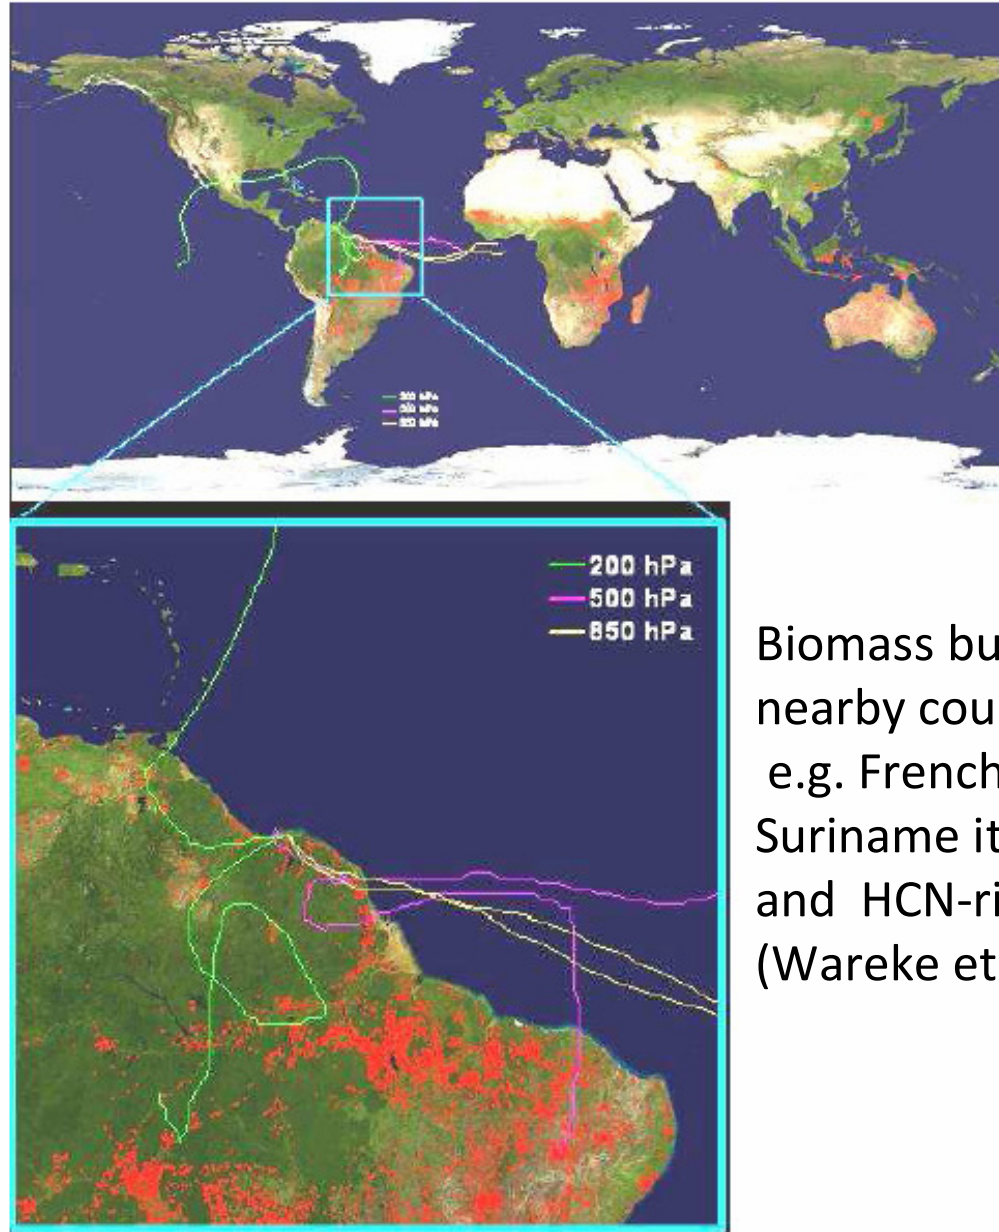 200 hPa
500 hPa
850 hPa
Biomass bu
nearby cou
e.g. French
Suriname it
and HCN-ri
(Wareke et